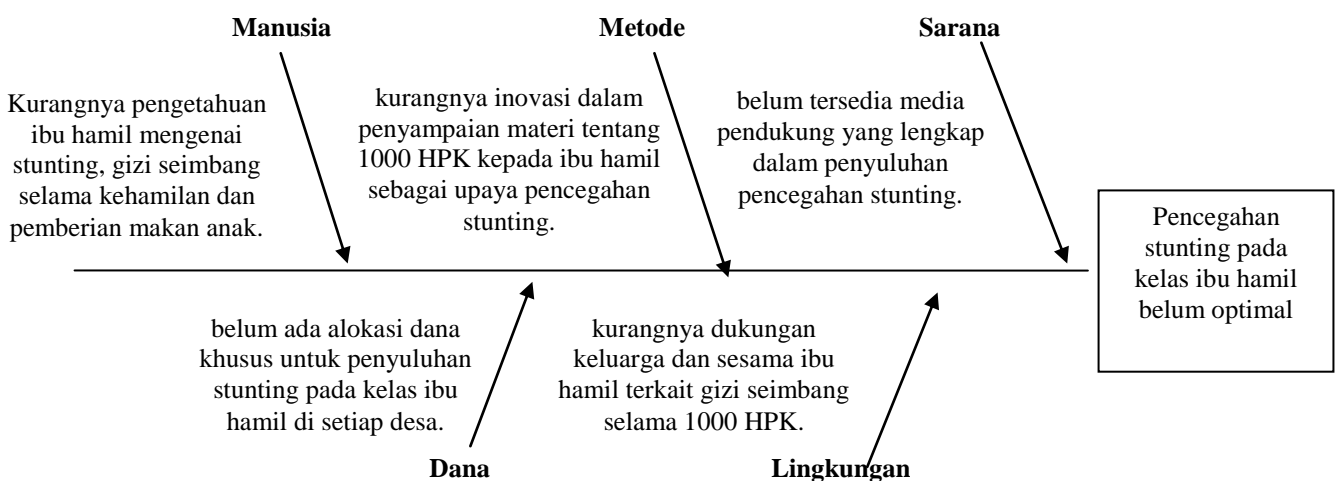 Manusia
Metode
Sarana
Kurangnya pengetahuan
ibu hamil mengenai
stunting, gizi seimbang
selama kehamilan dan
pemberian makan anak.
kurangnya inovasi dalam
penyampaian materi tentang
1000 HPK kepada ibu hamil
sebagai upaya pencegahan
stunting.
belum tersedia media
pendukung yang lengkap
dalam penyuluhan
pencegahan stunting.
Pencegahan
stunting pada
kelas ibu hamil
belum optimal
belum ada alokasi dana
khusus untuk penyuluhan
stunting pada kelas ibu
hamil di setiap desa.
kurangnya dukungan
keluarga dan sesama ibu
hamil terkait gizi seimbang
selama 1000 HPK.
Dana
Lingkungan